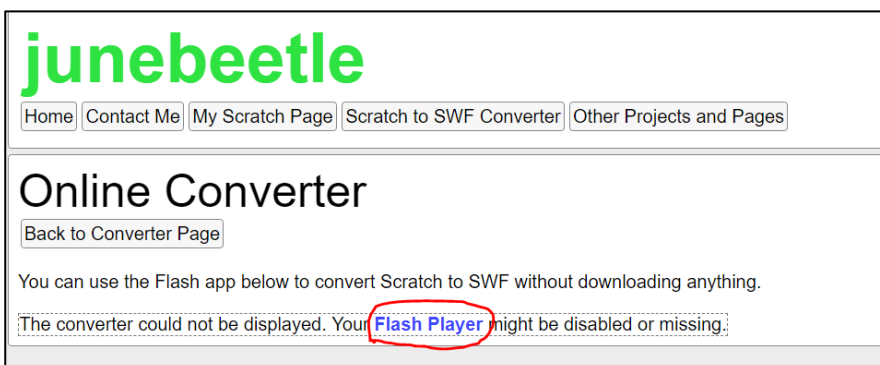 junebeetle
Home Contact Me My Scratch Page Scratch to SWF Converter Other Projects and Pages
Online Converter
Back to Converter Page
You can use the Flash app below to convert Scratch to SWF without downloading anything.
The converter could not be displayed. Your Flash Player might be disabled or missing.